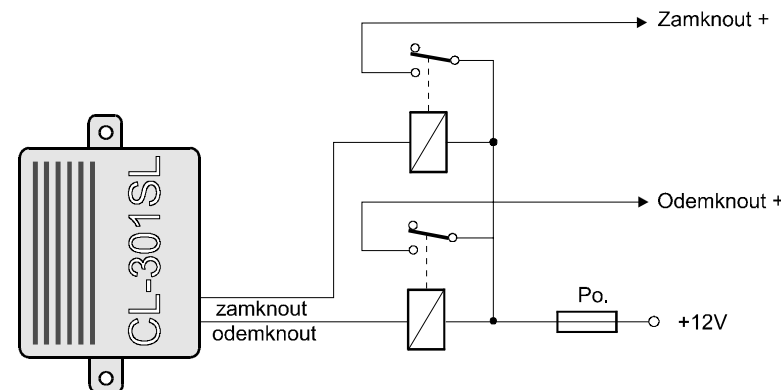 Zamknout +
Odemknout +
CL-301SL
zamknout
odemknout
Po.
+12V